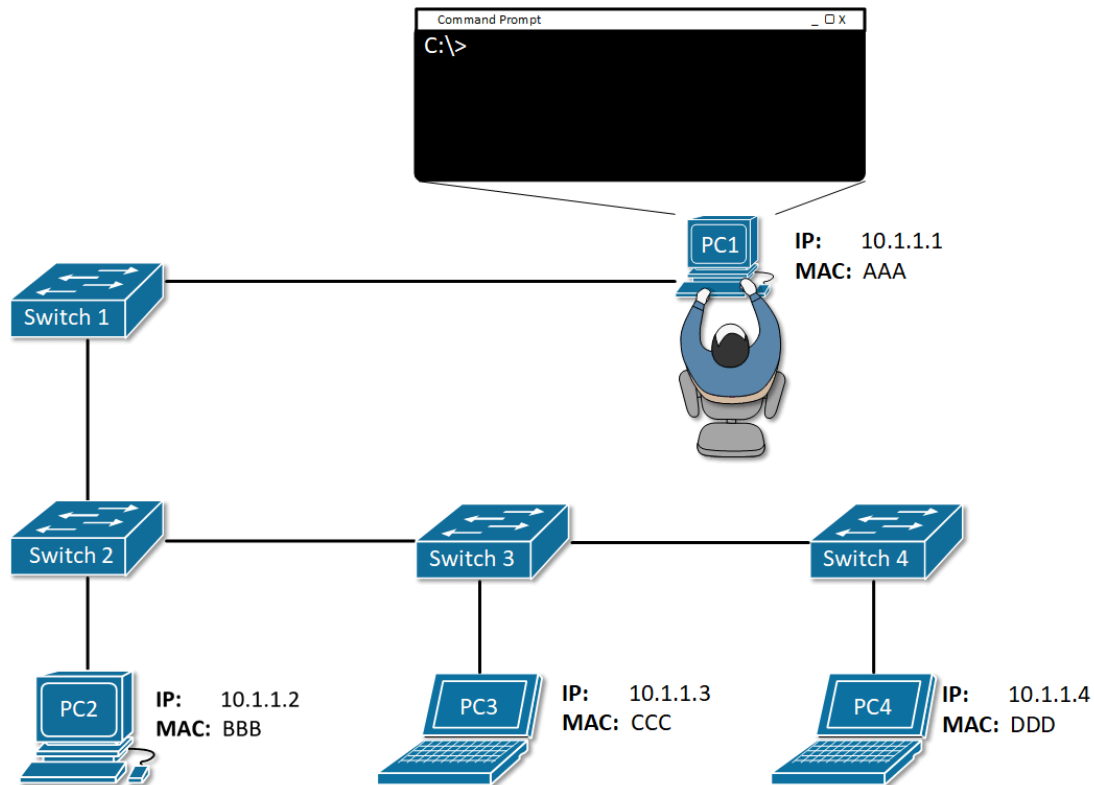 Command Prompt _ □ X
C:\>
PC1
IP: 10.1.1.1
MAC: AAA
Switch 1
Switch 2
Switch 3
Switch 4
PC2
IP: 10.1.1.2
MAC: BBB
PC3
IP: 10.1.1.3
MAC: CCC
PC4
IP: 10.1.1.4
MAC: DDD